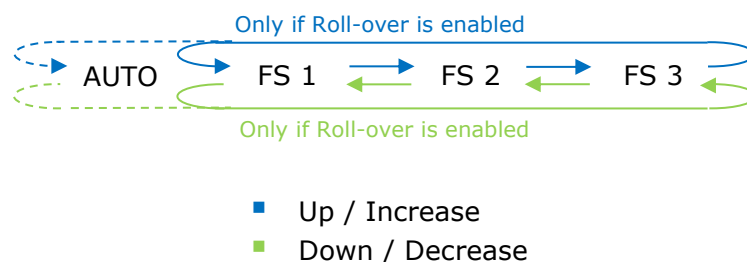 Only if Roll-over is enabled
AUTO FS 1 FS 2 FS 3
Only if Roll-over is enabled
Up / Increase
Down / Decrease